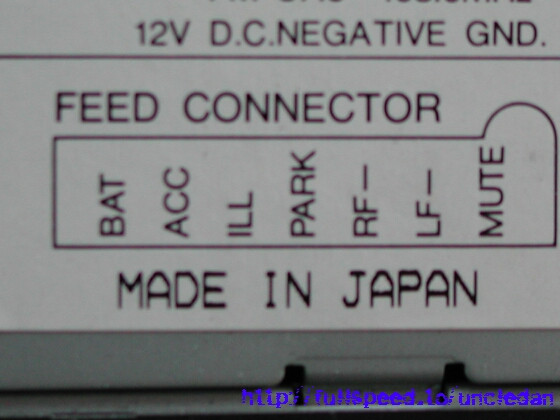 12V D.C.NEGATIVE GND.
FEED CONNECTOR
BAT ACC ILL PARK RF- LF- MUTE
MADE IN JAPAN
http://fullspeed.to/uncledan